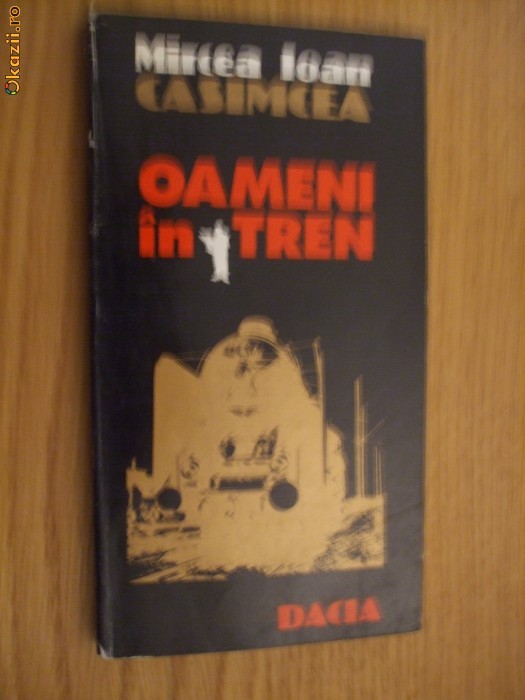 Okazii.ro
Mircea Ioan
CASIMCEA
OAMENI
în TREN
DACIA